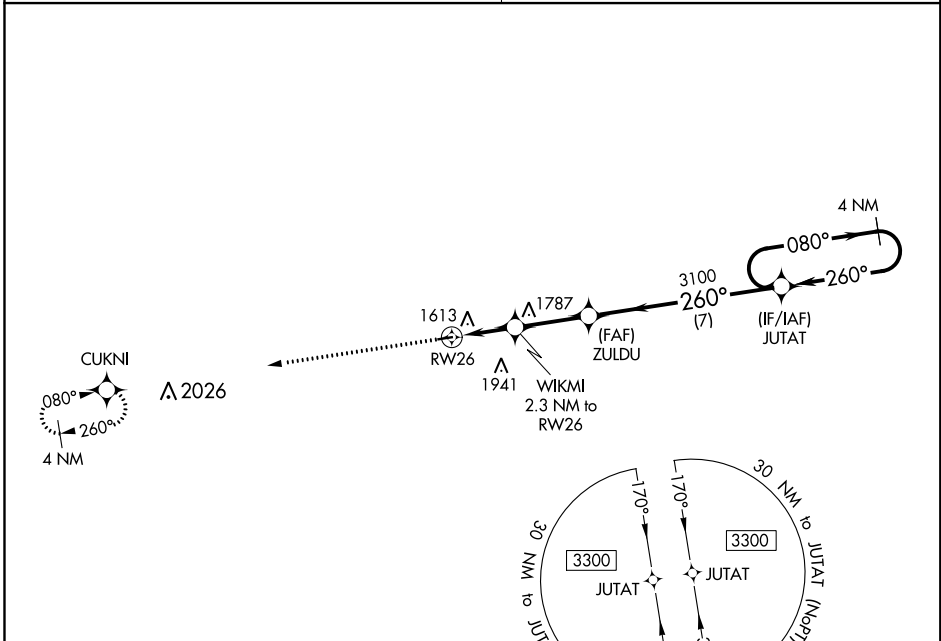 4 NM
080°
260°
3100
260°
(7)
(IF/IAF)
JUTAT
1787
1613
(FAF)
ZULDU
RW26
CUKNI
2026
1941
WIKMI
2.3 NM to
RW26
080°
260°
4 NM
170°
170°
30 NM to JUTAT (NoPT
30 NM to JUT
3300
3300
JUTAT
JUTAT